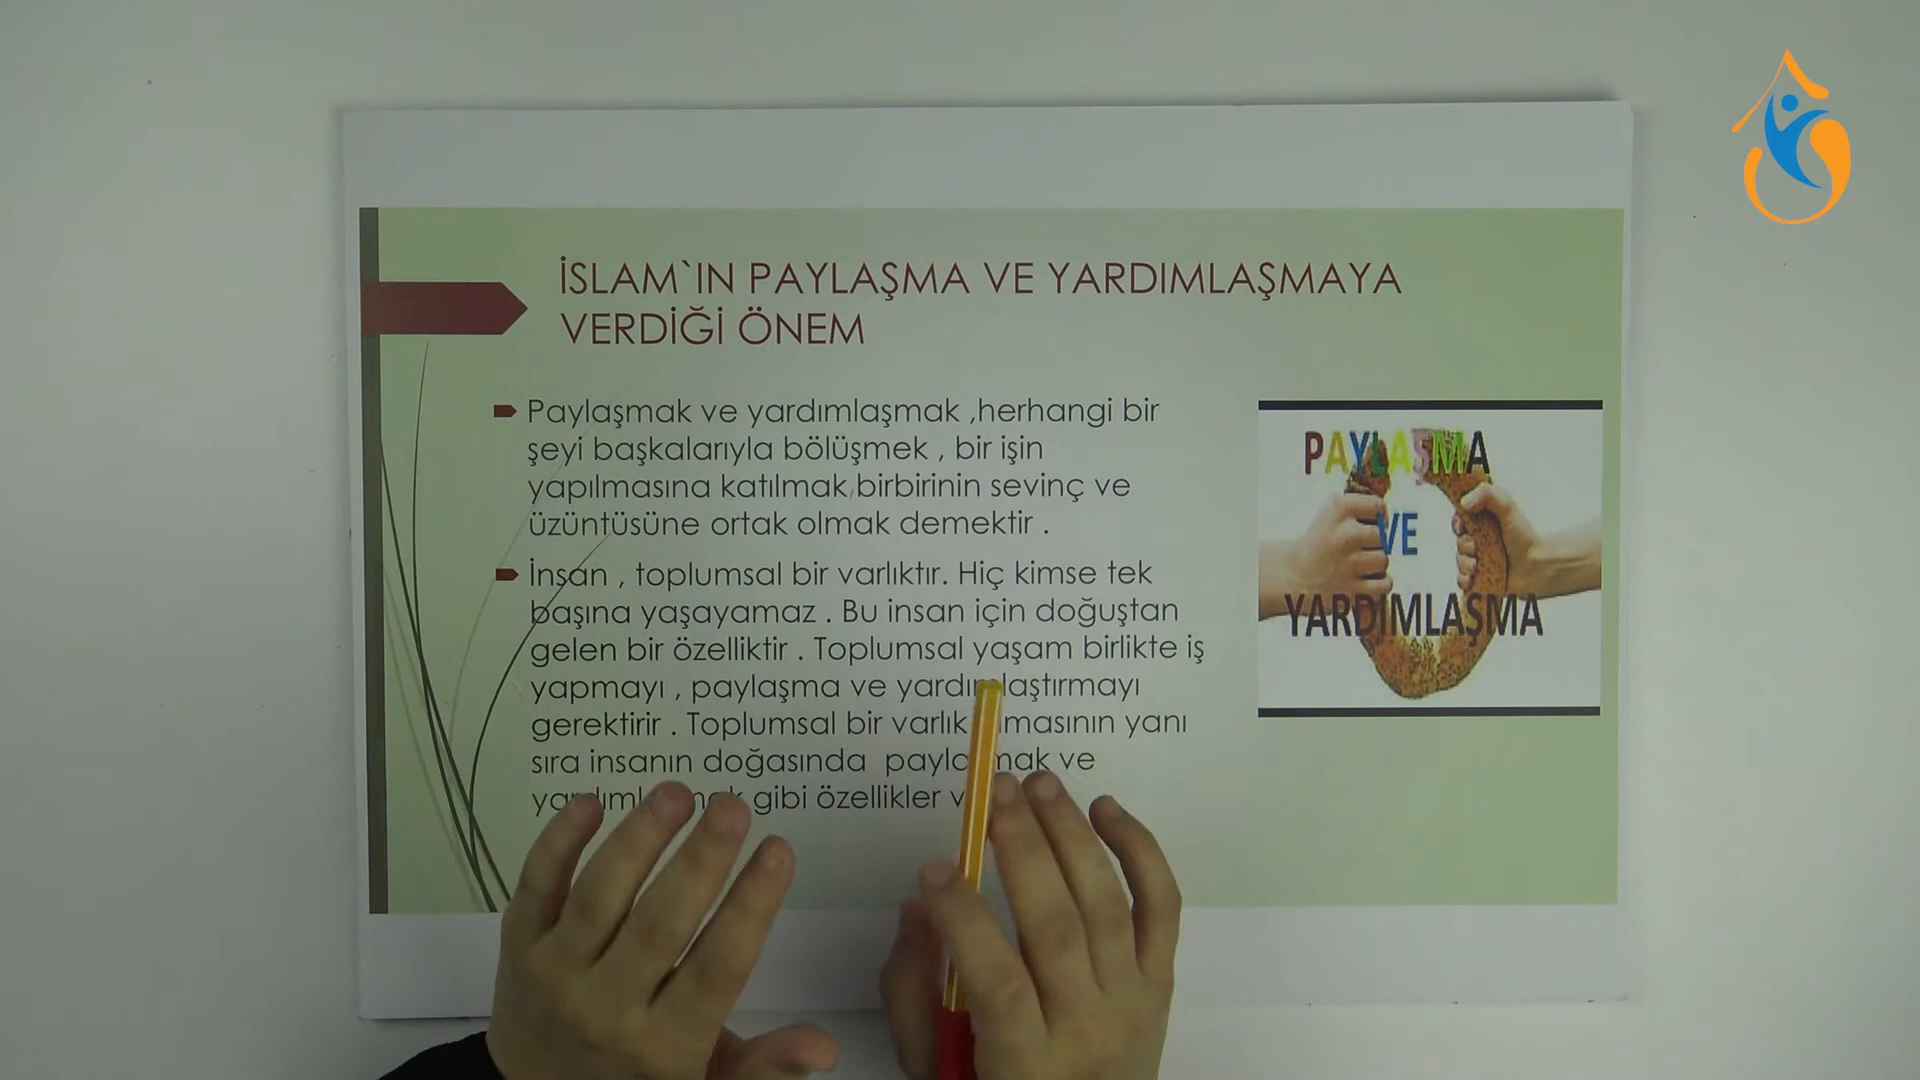 İSLAM`IN PAYLAŞMA VE YARDIMLAŞMAYA
VERDİĞİ ÖNEM
Paylaşmak ve yardımlaşmak ,herhangi bir
şeyi başkalarıyla bölüşmek , bir işin
yapılmasına katılmak,birbirinin sevinç ve
üzüntüsüne ortak olmak demektir .
İnsan , toplumsal bir varlıktır. Hiç kimse tek
başına yaşayamaz . Bu insan için doğuştan
gelen bir özelliktir . Toplumsal yaşam birlikte iş
yapmayı , paylaşma ve yardımlaştırmayı
gerektirir . Toplumsal bir varlık yanı
sıra insanın doğasında ve
gibi özellikler
PAYLAŞMA
VE
YARDIMLAŞMA